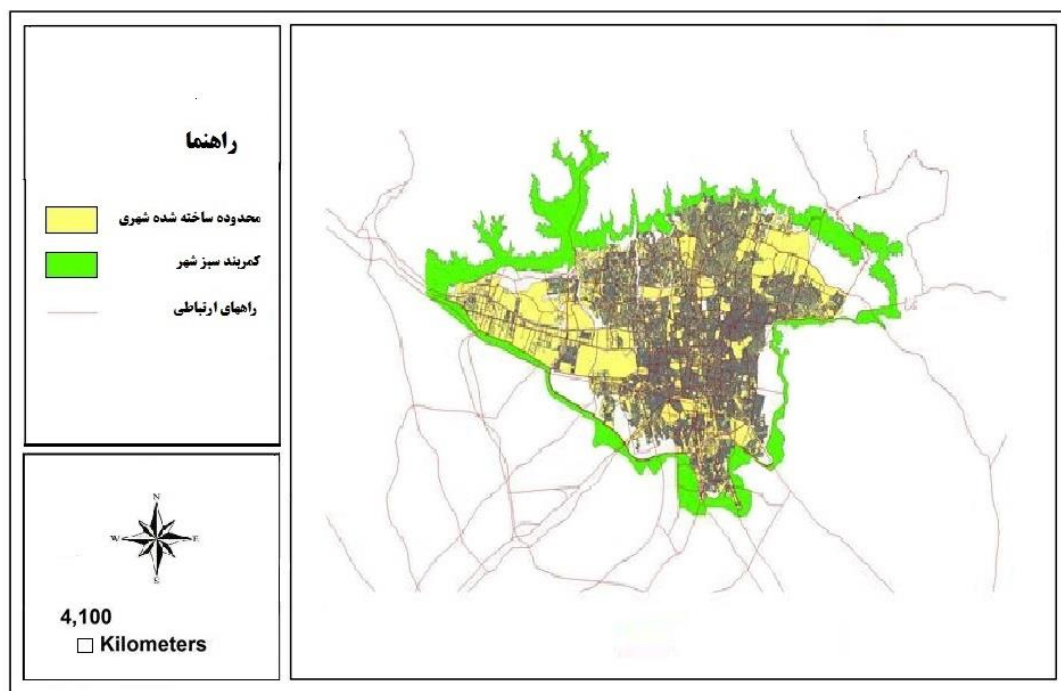 راهنما
محدوده ساخته شده شهری
کمربند سبز شهر
راههای ارتباطی
N
W E
S
4,100
Kilometers